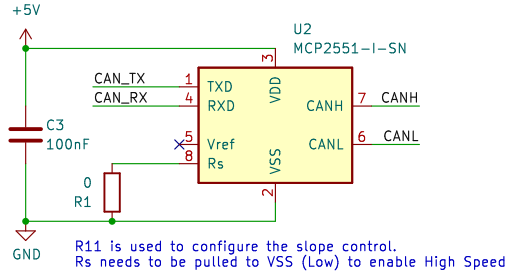 +5V
U2
MCP2551-I-SN
3
VDD
CAN_TX
1
TXD
CAN_RX
4
RXD
CANH
7
CANH
C3
100nF
5
Vref
CANL
6
CANL
8
Rs
VSS
2
0
R1
GND
R11 is used to configure the slope control.
Rs needs to be pulled to VSS (Low) to enable High Speed